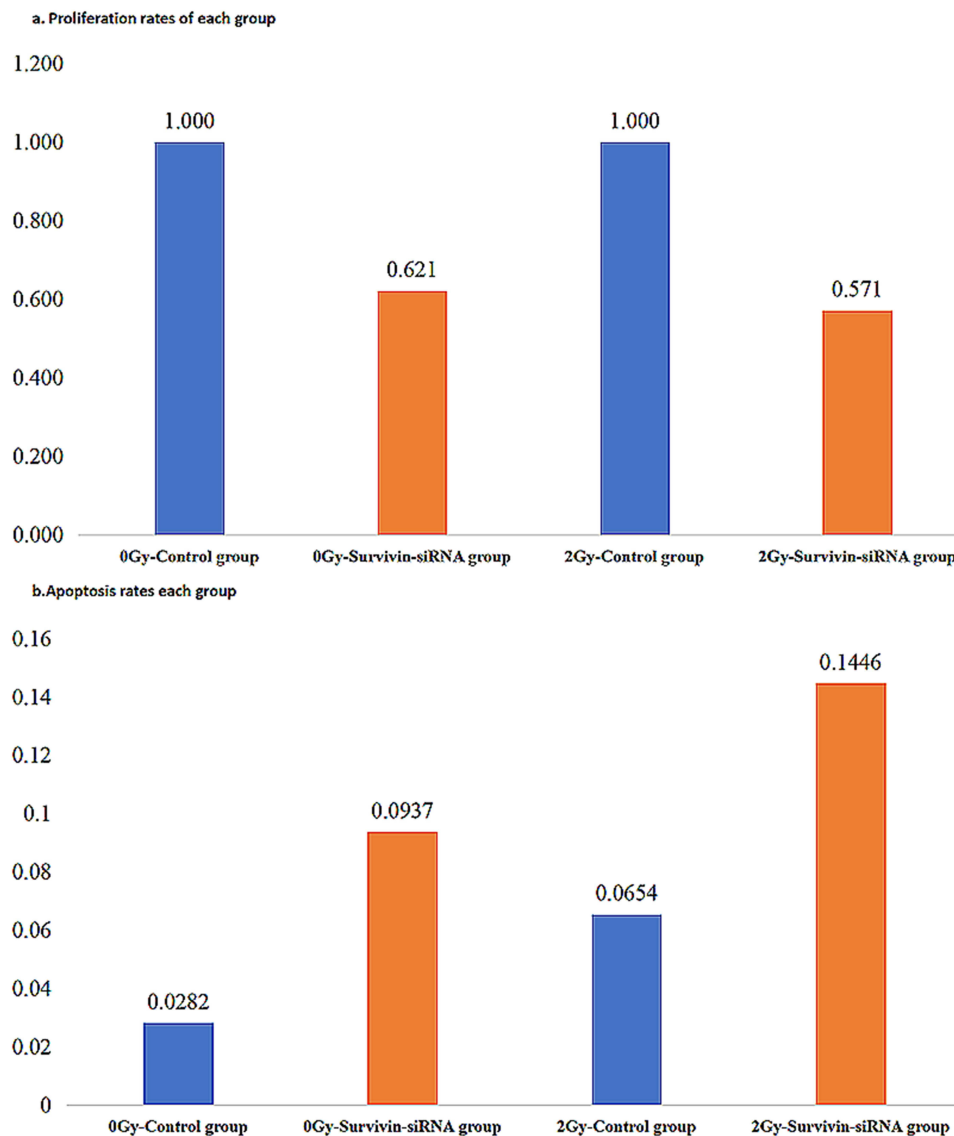 a. Proliferation rates of each group
1.200
1.000
0.800
0.600
0.400
0.200
0.000
1.000
0.621
1.000
0.571
0Gy-Control group
0Gy-Survivin-siRNA group
2Gy-Control group
2Gy-Survivin-siRNA group
b.Apoptosis rates each group
0.16
0.14
0.12
0.1
0.08
0.06
0.04
0.02
0
0.0282
0.0937
0.0654
0.1446
0Gy-Control group
0Gy-Survivin-siRNA group
2Gy-Control group
2Gy-Survivin-siRNA group